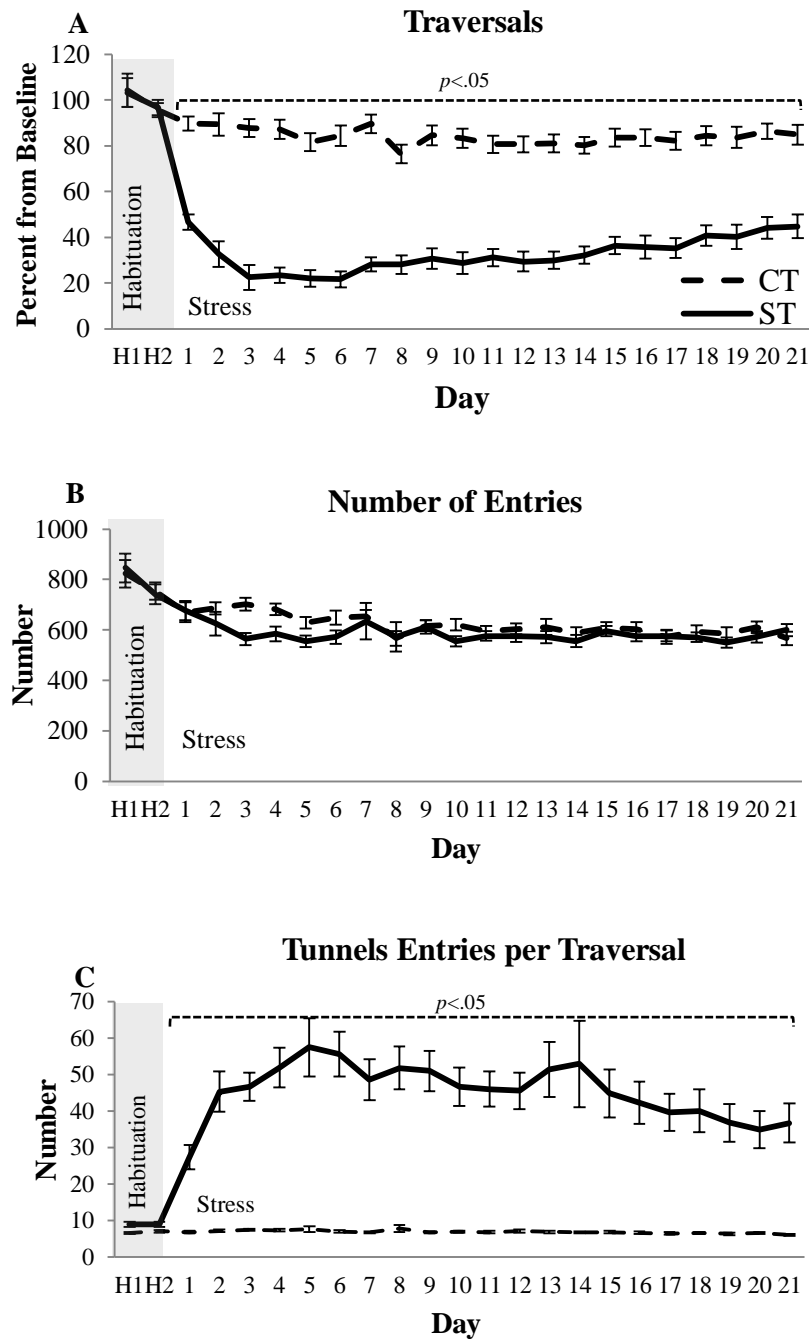 A
Traversals
120
100
80
60
40
20
0
Percent from Baseline
p<.05
Habituation
Stress
CT
ST
H1 H2 1 2 3 4 5 6 7 8 9 10 11 12 13 14 15 16 17 18 19 20 21
Day
B
Number of Entries
1000
800
600
400
200
0
Number
Habituation
Stress
H1 H2 1 2 3 4 5 6 7 8 9 10 11 12 13 14 15 16 17 18 19 20 21
Day
Tunnels Entries per Traversal
C
70
60
50
40
30
20
10
0
Number
p<.05
Habituation
Stress
H1 H2 1 2 3 4 5 6 7 8 9 10 11 12 13 14 15 16 17 18 19 20 21
Day